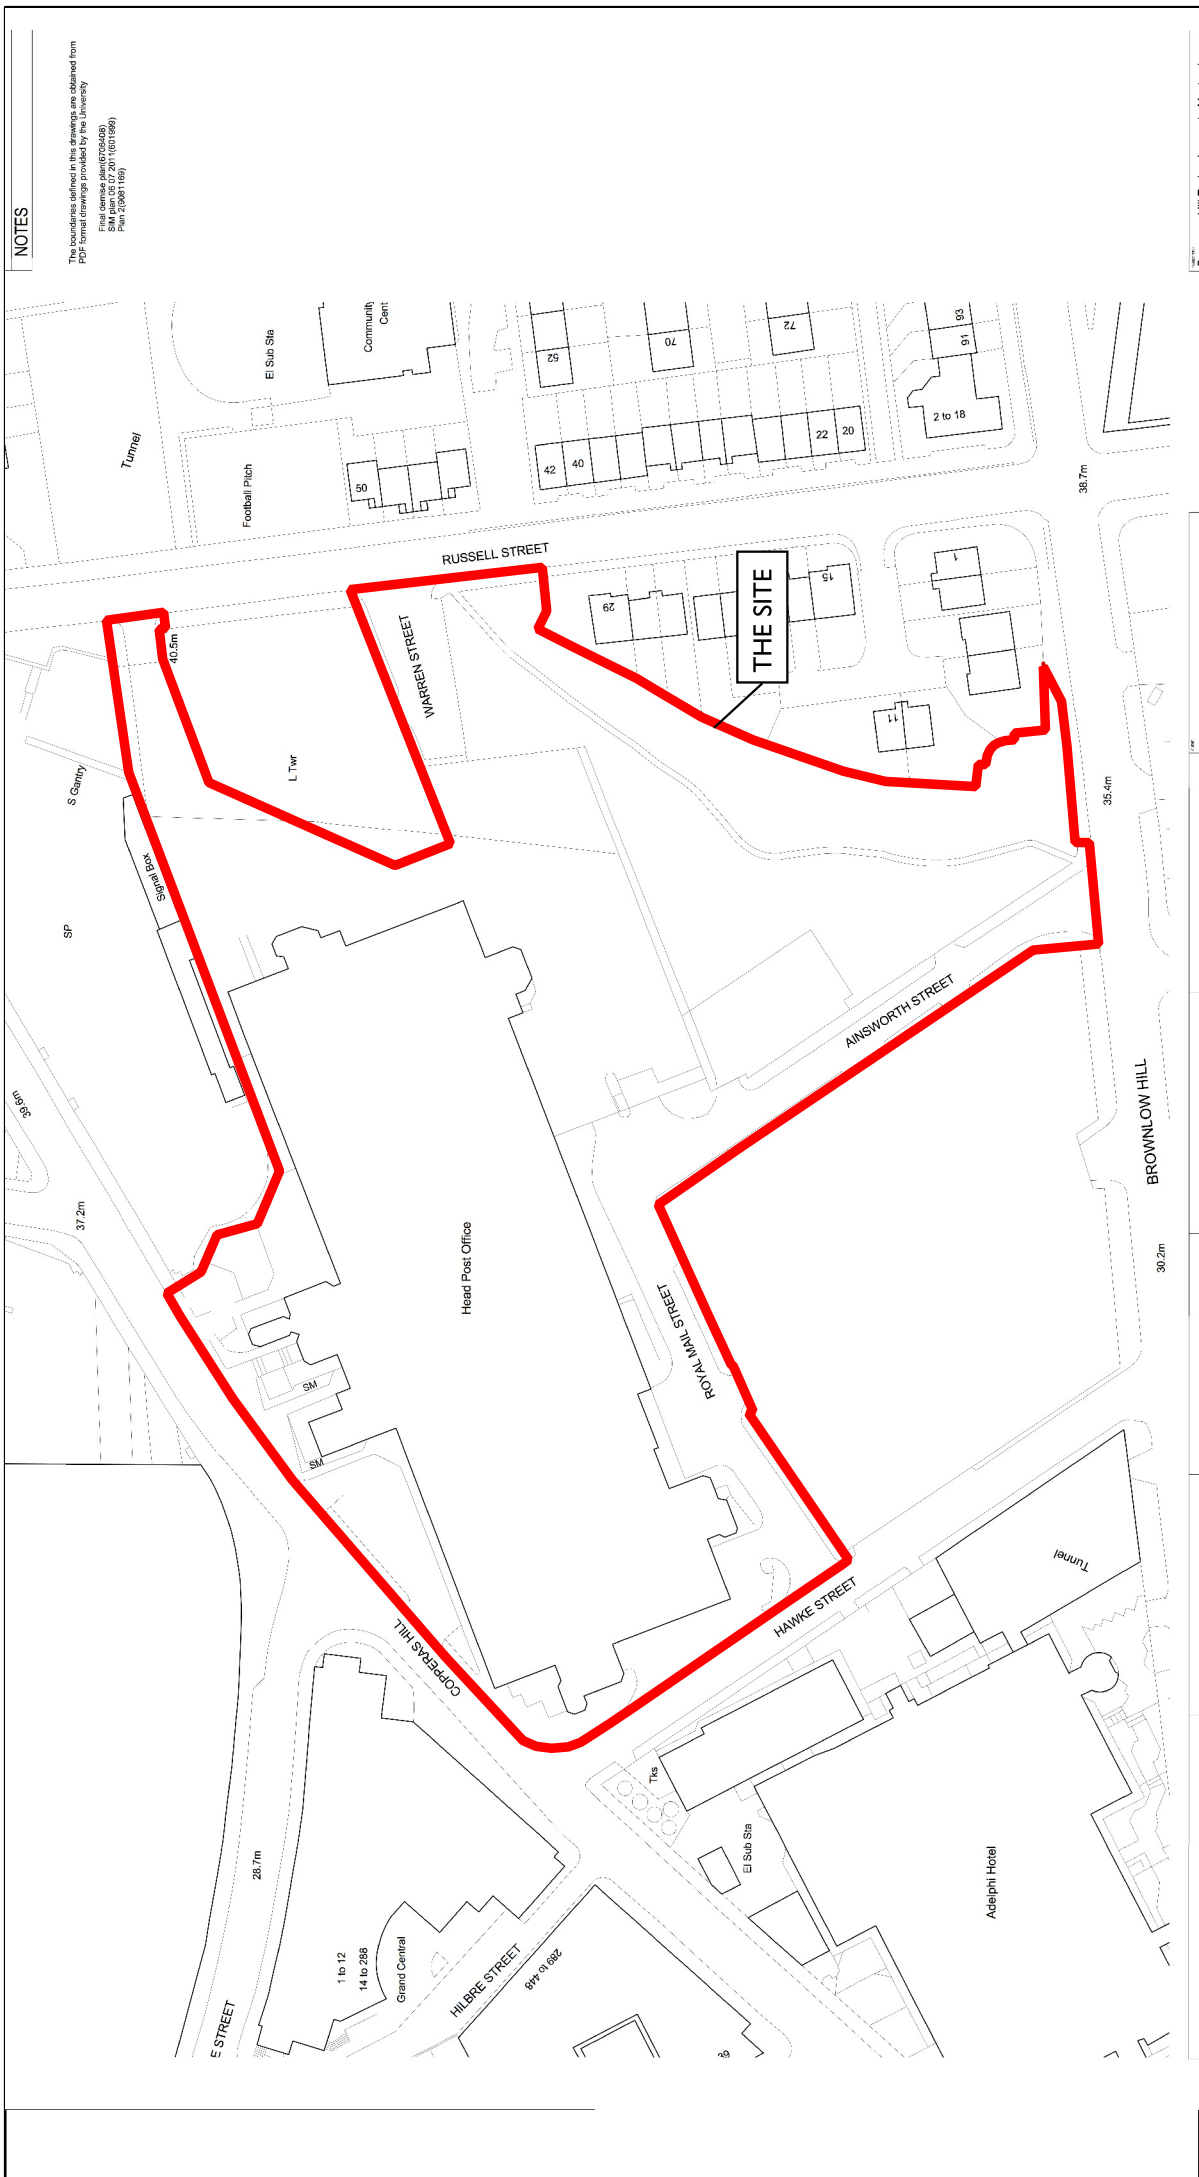 NOTES
The boundaries defined in this drawings are obtained from
PDF format drawings provided by the University
Final demise plan(6706408)
SIM plan 06 07 2011(601999)
Plan 2(9081169)
Tunnel
El Sub Sta
Community
Cent
Football Pitch
50
52
70
72
93
91
2 to 18
42
40
22
20
38.7m
RUSSELL STREET
THE SITE
29
15
1
11
40.5m
WARREN STREET
L Twr
S Gantry
Signal Box
SP
35.4m
AINSWORTH STREET
39.6m
37.2m
BROWNLOW HILL
30.2m
Head Post Office
ROYAL MAIL STREET
SM
SM
COPPERAS HILL
HAWKE STREET
Tunnel
Tks
El Sub Sta
Adelphi Hotel
28.7m
1 to 12
14 to 288
Grand Central
HILBRE STREET
289 to 448
E STREET
39